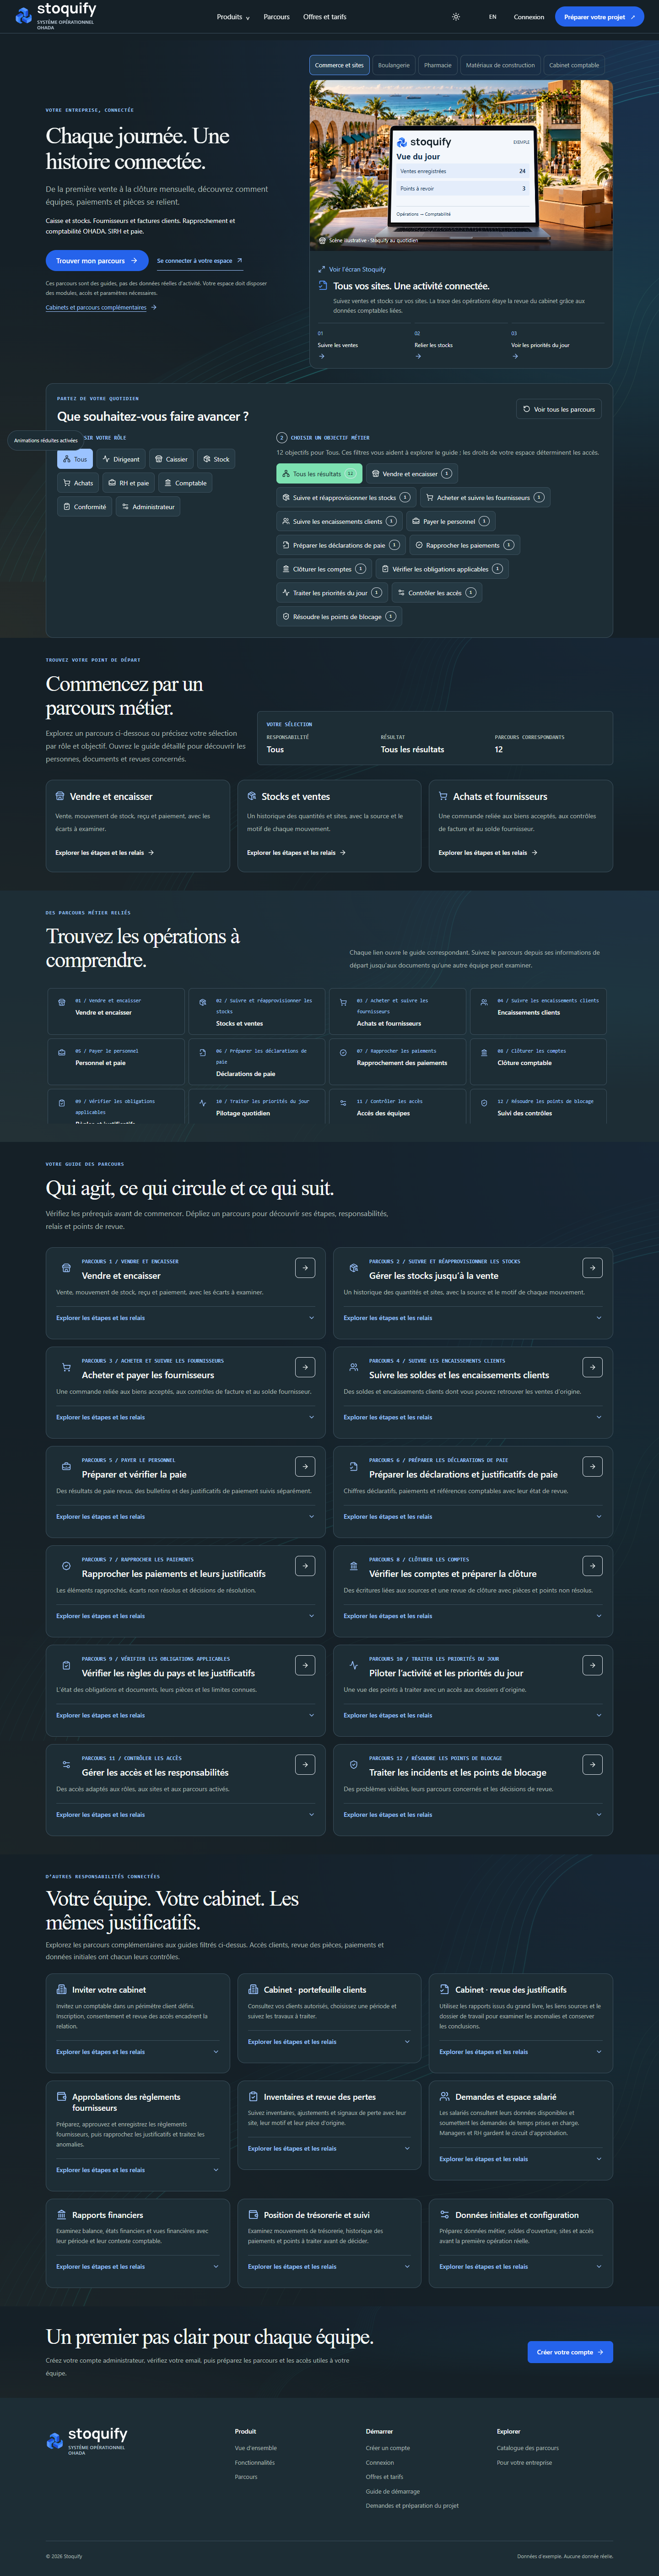 stoquify
SYSTÈME OPÉRATIONNEL
OHADA
Produits
Parcours
Offres et tarifs
EN
Connexion
Préparer votre projet
Commerce et sites
Boulangerie
Pharmacie
Matériaux de construction
Cabinet comptable
VOTRE ENTREPRISE, CONNECTÉE
Chaque journée. Une
histoire connectée.
De la première vente à la clôture mensuelle, découvrez comment
équipes, paiements et pièces se relient.
Caisse et stocks. Fournisseurs et factures clients. Rapprochement et
comptabilité OHADA. SIRH et paie.
Trouver mon parcours
Se connecter à votre espace
Ces parcours sont des guides, pas des données réelles d'activité. Votre espace doit disposer
des modules, accès et paramètres nécessaires.
Cabinets et parcours complémentaires
stoquify
EXEMPLE
Vue du jour
Ventes enregistrées 24
Points à revoir 3
Opérations → Comptabilité
Scène illustrative · Stoquify au quotidien
Voir l'écran Stoquify
Tous vos sites. Une activité connectée.
Suivez ventes et stocks sur vos sites. La trace des opérations étaye la revue du cabinet grâce aux
données comptables liées.
01
Suivre les ventes
02
Relier les stocks
03
Voir les priorités du jour
PARTEZ DE VOTRE QUOTIDIEN
Que souhaitez-vous faire avancer ?
Voir tous les parcours
Animations réduites activées
SIR VOTRE RÔLE
Tous
Dirigeant
Caissier
Stock
Achats
RH et paie
Comptable
Conformité
Administrateur
2 CHOISIR UN OBJECTIF MÉTIER
12 objectifs pour Tous. Ces filtres vous aident à explorer le guide : les droits de votre espace déterminent les accès.
Tous les résultats 12
Vendre et encaisser 1
Suivre et réapprovisionner les stocks 1
Acheter et suivre les fournisseurs 1
Suivre les encaissements clients 1
Payer le personnel 1
Préparer les déclarations de paie 1
Rapprocher les paiements 1
Clôturer les comptes 1
Vérifier les obligations applicables 1
Traiter les priorités du jour 1
Contrôler les accès 1
Résoudre les points de blocage 1
TROUVEZ VOTRE POINT DE DÉPART
Commencez par un
parcours métier.
Explorez un parcours ci-dessous ou précisez votre sélection
par rôle et objectif. Ouvrez le guide détaillé pour découvrir les
personnes, documents et revues concernés.
VOTRE SÉLECTION
RESPONSABILITÉ
Tous
RÉSULTAT
Tous les résultats
PARCOURS CORRESPONDANTS
12
Vendre et encaisser
Vente, mouvement de stock, reçu et paiement, avec les
écarts à examiner.
Explorer les étapes et les relais
Stocks et ventes
Un historique des quantités et sites, avec la source et le
motif de chaque mouvement.
Explorer les étapes et les relais
Achats et fournisseurs
Une commande reliée aux biens acceptés, aux contrôles
de facture et au solde fournisseur.
Explorer les étapes et les relais
DES PARCOURS MÉTIER RELIÉS
Trouvez les opérations à
comprendre.
Chaque lien ouvre le guide correspondant. Suivez le parcours depuis ses informations de
départ jusqu'aux documents qu'une autre équipe peut examiner.
01 / Vendre et encaisser
Vendre et encaisser
02 / Suivre et réapprovisionner les
stocks
Stocks et ventes
03 / Acheter et suivre les
fournisseurs
Achats et fournisseurs
04 / Suivre les encaissements clients
Encaissements clients
05 / Payer le personnel
Personnel et paie
06 / Préparer les déclarations de
paie
Déclarations de paie
07 / Rapprocher les paiements
Rapprochement des paiements
08 / Clôturer les comptes
Clôture comptable
09 / Vérifier les obligations
applicables
10 / Traiter les priorités du jour
Pilotage quotidien
11 / Contrôler les accès
Accès des équipes
12 / Résoudre les points de blocage
Suivi des contrôles
VOTRE GUIDE DES PARCOURS
Qui agit, ce qui circule et ce qui suit.
Vérifiez les prérequis avant de commencer. Dépliez un parcours pour découvrir ses étapes, responsabilités,
relais et points de revue.
PARCOURS 1 / VENDRE ET ENCAISSER
Vendre et encaisser
Vente, mouvement de stock, reçu et paiement, avec les écarts à examiner.
Explorer les étapes et les relais
PARCOURS 2 / SUIVRE ET RÉAPPROVISIONNER LES STOCKS
Gérer les stocks jusqu'à la vente
Un historique des quantités et sites, avec la source et le motif de chaque mouvement.
Explorer les étapes et les relais
PARCOURS 3 / ACHETER ET SUIVRE LES FOURNISSEURS
Acheter et payer les fournisseurs
Une commande reliée aux biens acceptés, aux contrôles de facture et au solde fournisseur.
Explorer les étapes et les relais
PARCOURS 4 / SUIVRE LES ENCAISSEMENTS CLIENTS
Suivre les soldes et les encaissements clients
Des soldes et encaissements clients dont vous pouvez retrouver les ventes d'origine.
Explorer les étapes et les relais
PARCOURS 5 / PAYER LE PERSONNEL
Préparer et vérifier la paie
Des résultats de paie revus, des bulletins et des justificatifs de paiement suivis séparément.
Explorer les étapes et les relais
PARCOURS 6 / PRÉPARER LES DÉCLARATIONS DE PAIE
Préparer les déclarations et justificatifs de paie
Chiffres déclaratifs, paiements et références comptables avec leur état de revue.
Explorer les étapes et les relais
PARCOURS 7 / RAPPROCHER LES PAIEMENTS
Rapprocher les paiements et leurs justificatifs
Les éléments rapprochés, écarts non résolus et décisions de résolution.
Explorer les étapes et les relais
PARCOURS 8 / CLÔTURER LES COMPTES
Vérifier les comptes et préparer la clôture
Des écritures liées aux sources et une revue de clôture avec pièces et points non résolus.
Explorer les étapes et les relais
PARCOURS 9 / VÉRIFIER LES OBLIGATIONS APPLICABLES
Vérifier les règles du pays et les justificatifs
L'état des obligations et documents, leurs pièces et les limites connues.
Explorer les étapes et les relais
PARCOURS 10 / TRAITER LES PRIORITÉS DU JOUR
Piloter l'activité et les priorités du jour
Une vue des points à traiter avec un accès aux dossiers d'origine.
Explorer les étapes et les relais
PARCOURS 11 / CONTRÔLER LES ACCÈS
Gérer les accès et les responsabilités
Des accès adaptés aux rôles, aux sites et aux parcours activés.
Explorer les étapes et les relais
PARCOURS 12 / RÉSOUDRE LES POINTS DE BLOCAGE
Traiter les incidents et les points de blocage
Des problèmes visibles, leurs parcours concernés et les décisions de revue.
Explorer les étapes et les relais
D'AUTRES RESPONSABILITÉS CONNECTÉES
Votre équipe. Votre cabinet. Les
mêmes justificatifs.
Explorez les parcours complémentaires aux guides filtrés ci-dessus. Accès clients, revue des pièces, paiements et
données initiales ont chacun leurs contrôles.
Inviter votre cabinet
Invitez un comptable dans un périmètre client défini.
Inscription, consentement et revue des accès encadrent la
relation.
Explorer les étapes et les relais
Cabinet · portefeuille clients
Consultez vos clients autorisés, choisissez une période et
suivez les travaux à traiter.
Explorer les étapes et les relais
Cabinet · revue des justificatifs
Utilisez les rapports issus du grand livre, les liens sources et le
dossier de travail pour examiner les anomalies et conserver
les conclusions.
Explorer les étapes et les relais
Approbations des règlements
fournisseurs
Préparez, approuvez et enregistrez les règlements
fournisseurs, puis rapprochez les justificatifs et traitez les
anomalies.
Explorer les étapes et les relais
Inventaires et revue des pertes
Suivez inventaires, ajustements et signaux de perte avec leur
site, leur motif et leur pièce d'origine.
Explorer les étapes et les relais
Demandes et espace salarié
Les salariés consultent leurs données disponibles et
soumettent les demandes de temps prises en charge.
Managers et RH gardent le circuit d'approbation.
Explorer les étapes et les relais
Rapports financiers
Examinez balance, états financiers et vues financières avec
leur période et leur contexte comptable.
Explorer les étapes et les relais
Position de trésorerie et suivi
Examinez mouvements de trésorerie, historique des
paiements et points à traiter avant de décider.
Explorer les étapes et les relais
Données initiales et configuration
Préparez données métier, soldes d'ouverture, sites et accès
avant la première opération réelle.
Explorer les étapes et les relais
Un premier pas clair pour chaque équipe.
Créez votre compte administrateur, vérifiez votre email, puis préparez les parcours et les accès utiles à votre
équipe.
Créer votre compte
stoquify
SYSTÈME OPÉRATIONNEL
OHADA
Produit
Vue d'ensemble
Fonctionnalités
Parcours
Démarrer
Créer un compte
Connexion
Offres et tarifs
Guide de démarrage
Demandes et préparation du projet
Explorer
Catalogue des parcours
Pour votre entreprise
© 2026 Stoquify
Données d'exemple. Aucune donnée réelle.